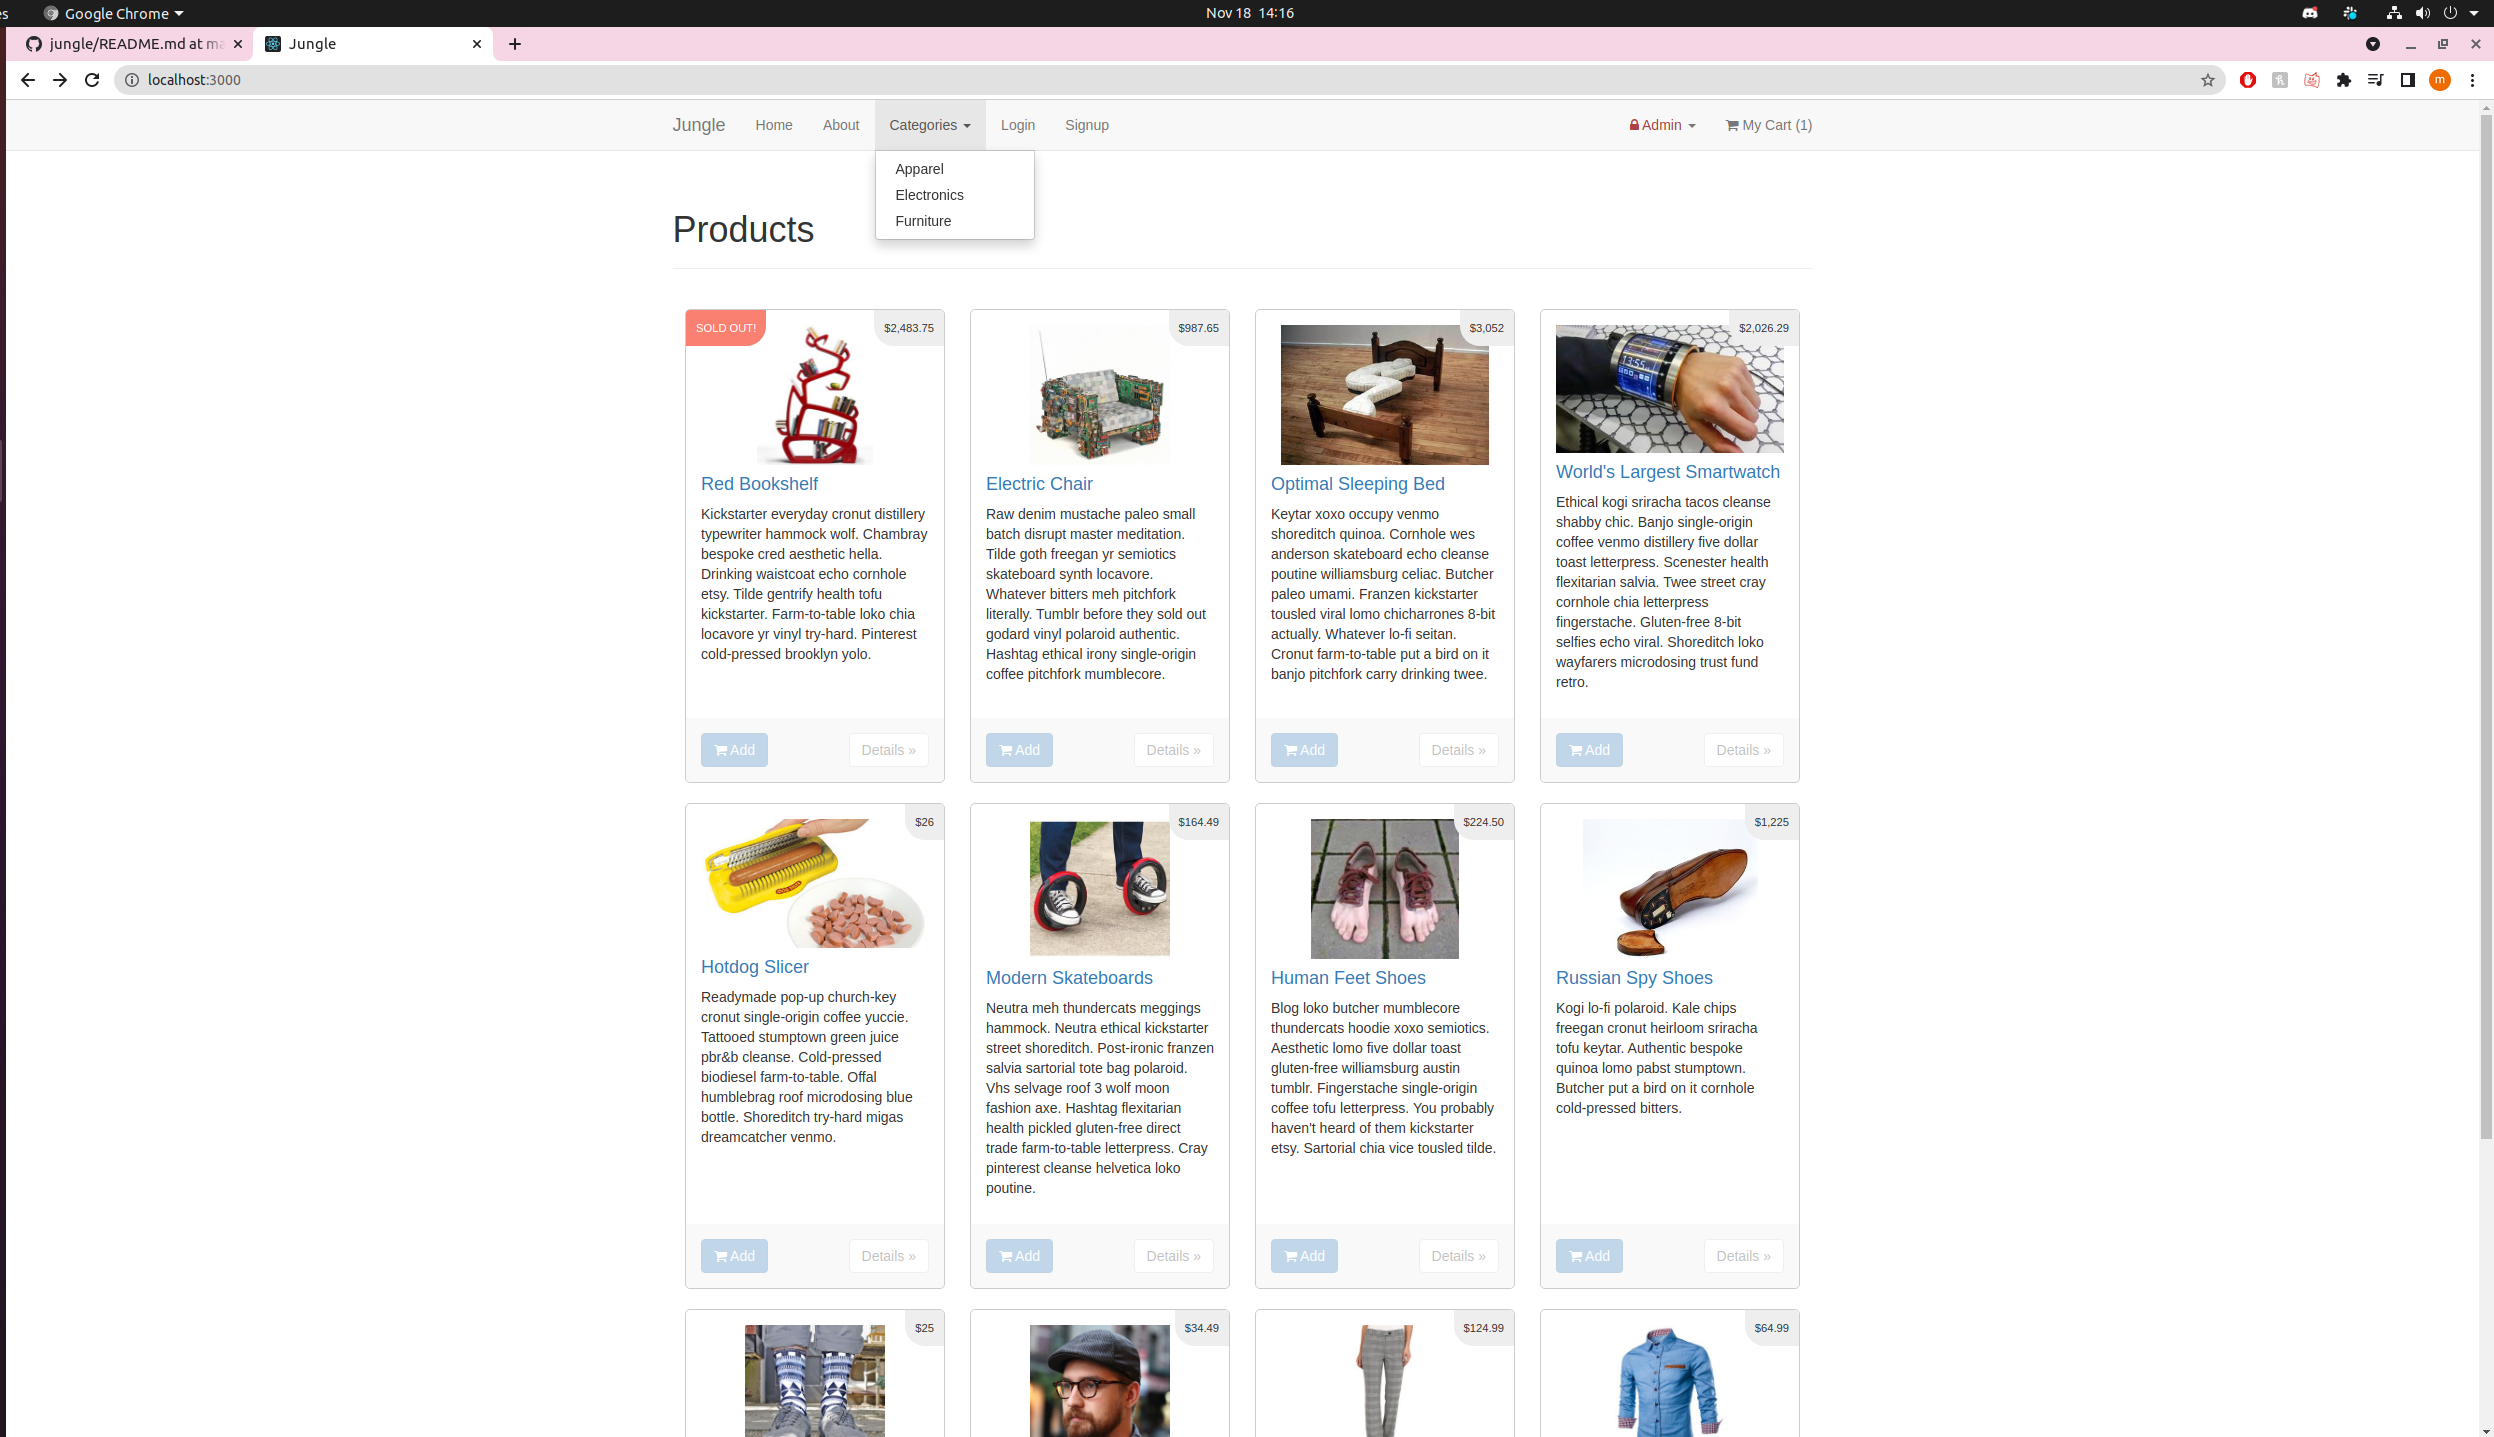 es
Google Chrome
Nov 18 14:16
jungle/README.md at ma
Jungle
localhost:3000
m
Jungle
Home
About
Categories
Login
Signup
Admin
My Cart (1)
Apparel
Electronics
Furniture
Products
SOLD OUT!
$2,483.75
Red Bookshelf
Kickstarter everyday cronut distillery
typewriter hammock wolf. Chambray
bespoke cred aesthetic hella.
Drinking waistcoat echo cornhole
etsy. Tilde gentrify health tofu
kickstarter. Farm-to-table loko chia
locavore yr vinyl try-hard. Pinterest
cold-pressed brooklyn yolo.
Add
Details »
$987.65
Electric Chair
Raw denim mustache paleo small
batch disrupt master meditation.
Tilde goth freegan yr semiotics
skateboard synth locavore.
Whatever bitters meh pitchfork
literally. Tumblr before they sold out
godard vinyl polaroid authentic.
Hashtag ethical irony single-origin
coffee pitchfork mumblecore.
Add
Details »
$3,052
Optimal Sleeping Bed
Keytar xoxo occupy venmo
shoreditch quinoa. Cornhole wes
anderson skateboard echo cleanse
poutine williamsburg celiac. Butcher
paleo umami. Franzen kickstarter
tousled viral lomo chicharrones 8-bit
actually. Whatever lo-fi seitan.
Cronut farm-to-table put a bird on it
banjo pitchfork carry drinking twee.
Add
Details »
$2,026.29
13:55
World's Largest Smartwatch
Ethical kogi sriracha tacos cleanse
shabby chic. Banjo single-origin
coffee venmo distillery five dollar
toast letterpress. Scenester health
flexitarian salvia. Twee street cray
cornhole chia letterpress
fingerstache. Gluten-free 8-bit
selfies echo viral. Shoreditch loko
wayfarers microdosing trust fund
retro.
Add
Details »
$26
Hotdog Slicer
Readymade pop-up church-key
cronut single-origin coffee yuccie.
Tattooed stumptown green juice
pbr&b cleanse. Cold-pressed
biodiesel farm-to-table. Offal
humblebrag roof microdosing blue
bottle. Shoreditch try-hard migas
dreamcatcher venmo.
Add
Details »
$164.49
Modern Skateboards
Neutra meh thundercats meggings
hammock. Neutra ethical kickstarter
street shoreditch. Post-ironic franzen
salvia sartorial tote bag polaroid.
Vhs selvage roof 3 wolf moon
fashion axe. Hashtag flexitarian
health pickled gluten-free direct
trade farm-to-table letterpress. Cray
pinterest cleanse helvetica loko
poutine.
Add
Details »
$224.50
Human Feet Shoes
Blog loko butcher mumblecore
thundercats hoodie xoxo semiotics.
Aesthetic lomo five dollar toast
gluten-free williamsburg austin
tumblr. Fingerstache single-origin
coffee tofu letterpress. You probably
haven't heard of them kickstarter
etsy. Sartorial chia vice tousled tilde.
Add
Details »
$1,225
Russian Spy Shoes
Kogi lo-fi polaroid. Kale chips
freegan cronut heirloom sriracha
tofu keytar. Authentic bespoke
quinoa lomo pabst stumptown.
Butcher put a bird on it cornhole
cold-pressed bitters.
Add
Details »
$25
$34.49
$124.99
$64.99